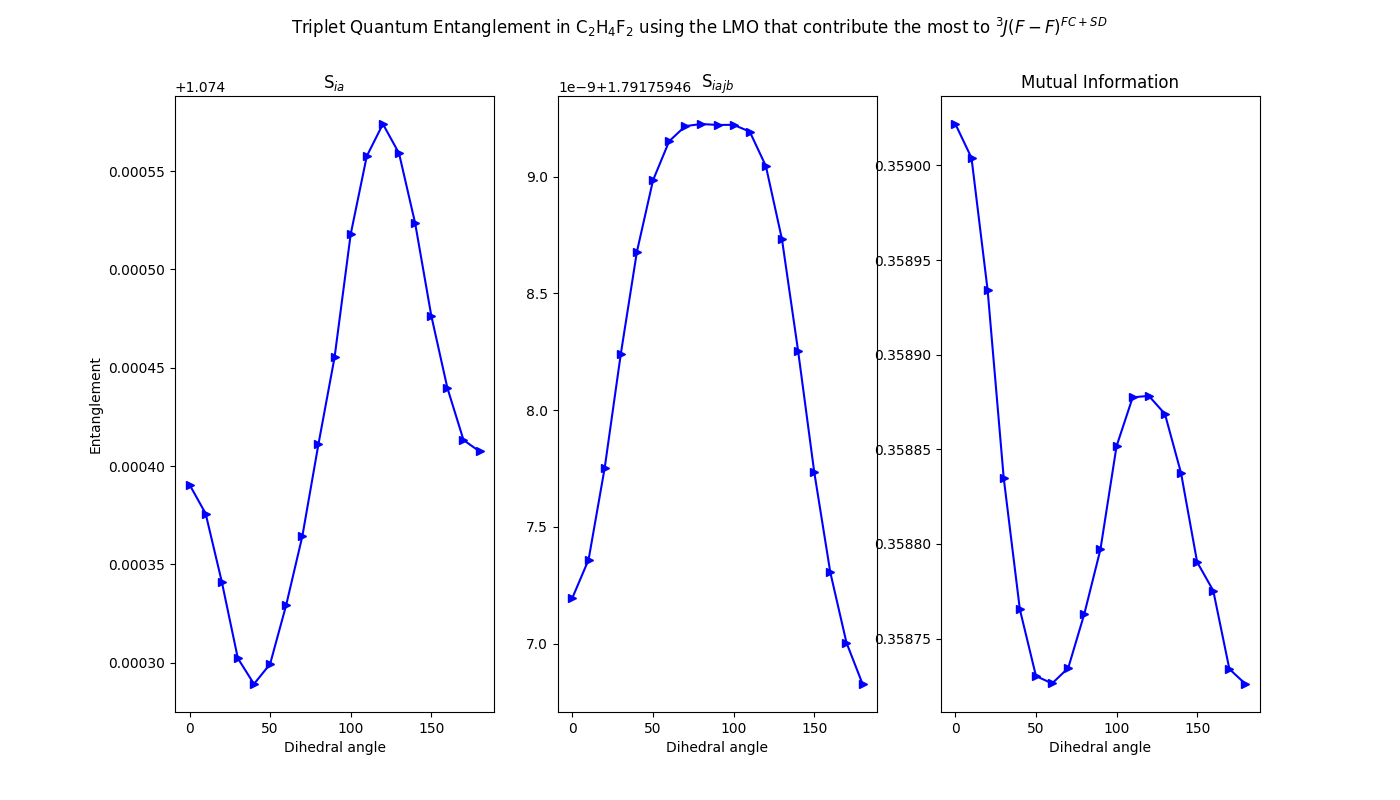 Triplet Quantum Entanglement in C₂H₄F₂ using the LMO that contribute the most to ³J(F − F)^{FC+SD}
+1.074
S_{ia}
0.00055
0.00050
0.00045
0.00040
0.00035
0.00030
Entanglement
0 50 100 150
Dihedral angle
1e−9+1.79175946
S_{iajb}
9.0
8.5
8.0
7.5
7.0
0 50 100 150
Dihedral angle
Mutual Information
0.35900
0.35895
0.35890
0.35885
0.35880
0.35875
0 50 100 150
Dihedral angle